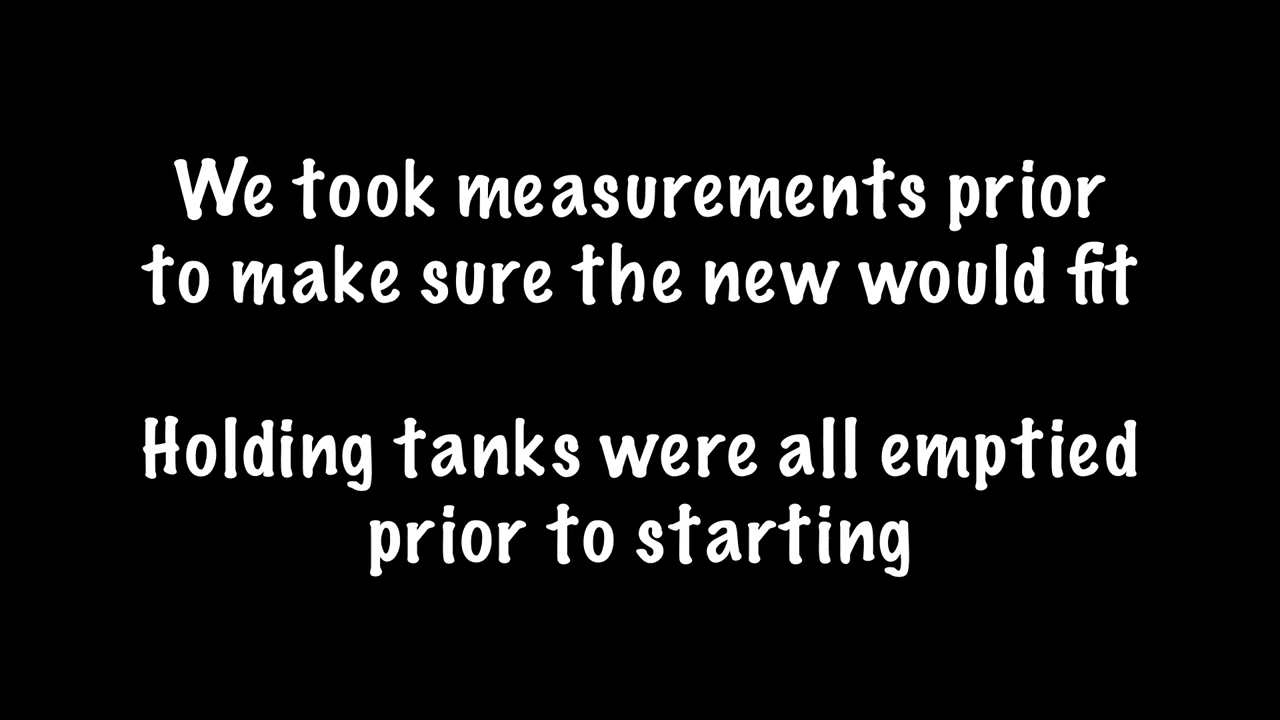 We took measurements prior
to make sure the new would fit
Holding tanks were all emptied
prior to starting